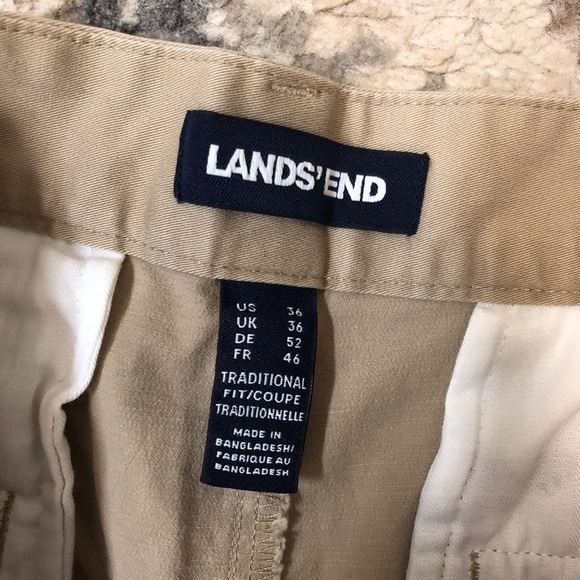 LANDS'END
US 36
UK 36
DE 52
FR 46
TRADITIONAL
FIT/COUPE
TRADITIONNELLE
MADE IN
BANGLADESH/
FABRIQUE AU
BANGLADESH